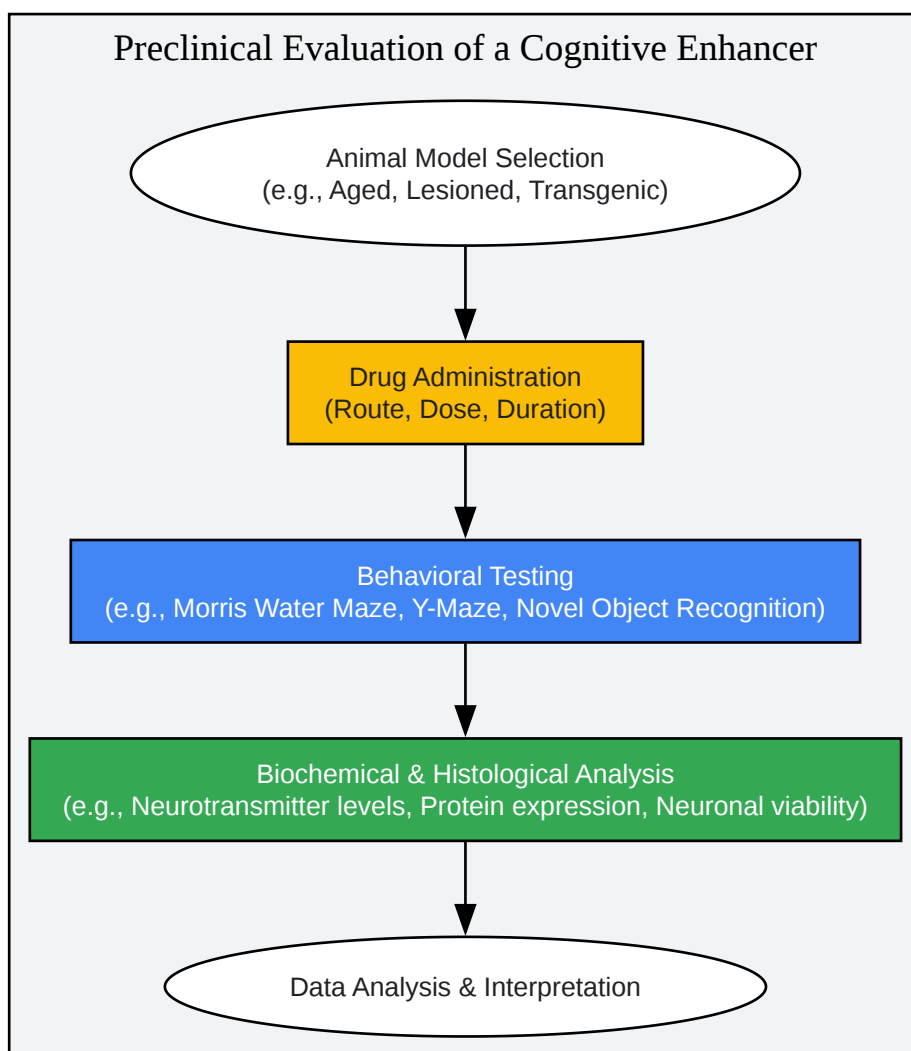 Preclinical Evaluation of a Cognitive Enhancer
Animal Model Selection
(e.g., Aged, Lesioned, Transgenic)
Drug Administration
(Route, Dose, Duration)
Behavioral Testing
(e.g., Morris Water Maze, Y-Maze, Novel Object Recognition)
Biochemical & Histological Analysis
(e.g., Neurotransmitter levels, Protein expression, Neuronal viability)
Data Analysis & Interpretation